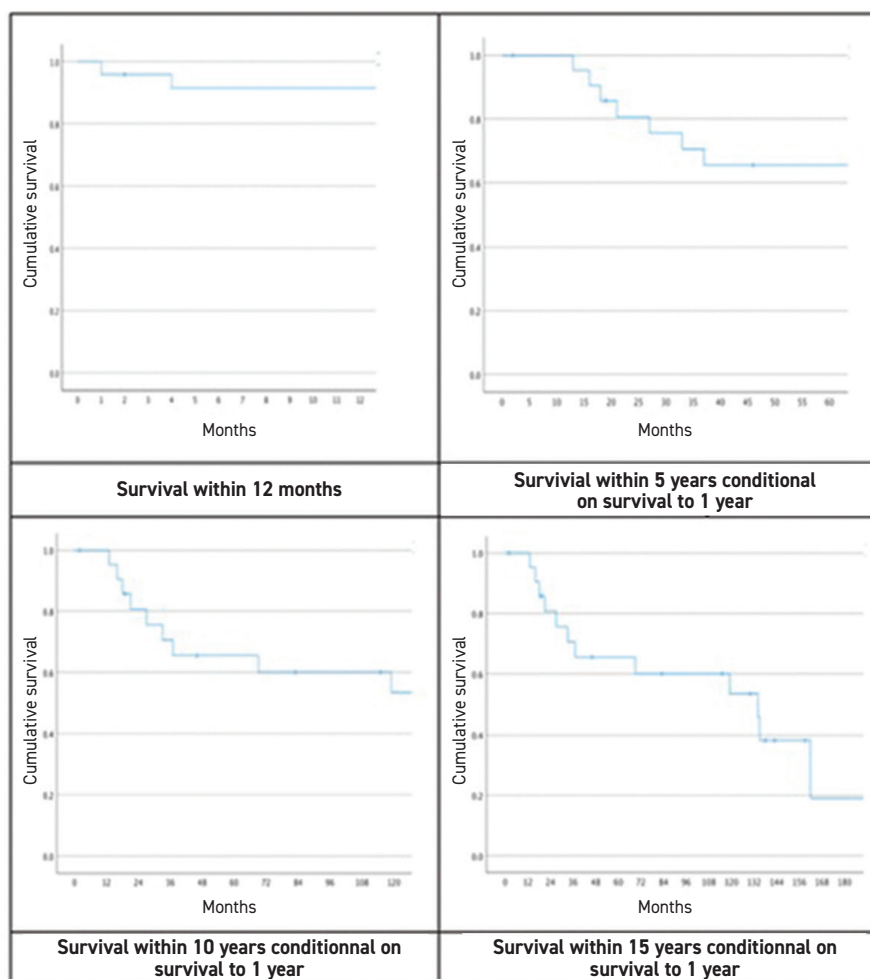 Cumulative survival
1.0
0.8
0.6
0.4
0.2
0.0
0 1 2 3 4 5 6 7 8 9 10 11 12
Months
Survival within 12 months
Cumulative survival
1.0
0.8
0.6
0.4
0.2
0.0
0 5 10 15 20 25 30 35 40 45 50 55 60
Months
Survivial within 5 years conditional
on survival to 1 year
Cumulative survival
1.0
0.8
0.6
0.4
0.2
0.0
0 12 24 36 48 60 72 84 96 108 120
Months
Survival within 10 years conditionnal on
survival to 1 year
Cumulative survival
1.0
0.8
0.6
0.4
0.2
0.0
0 12 24 36 48 60 72 84 96 108 120 132 144 156 168 180
Months
Survival within 15 years conditionnal on
survival to 1 year